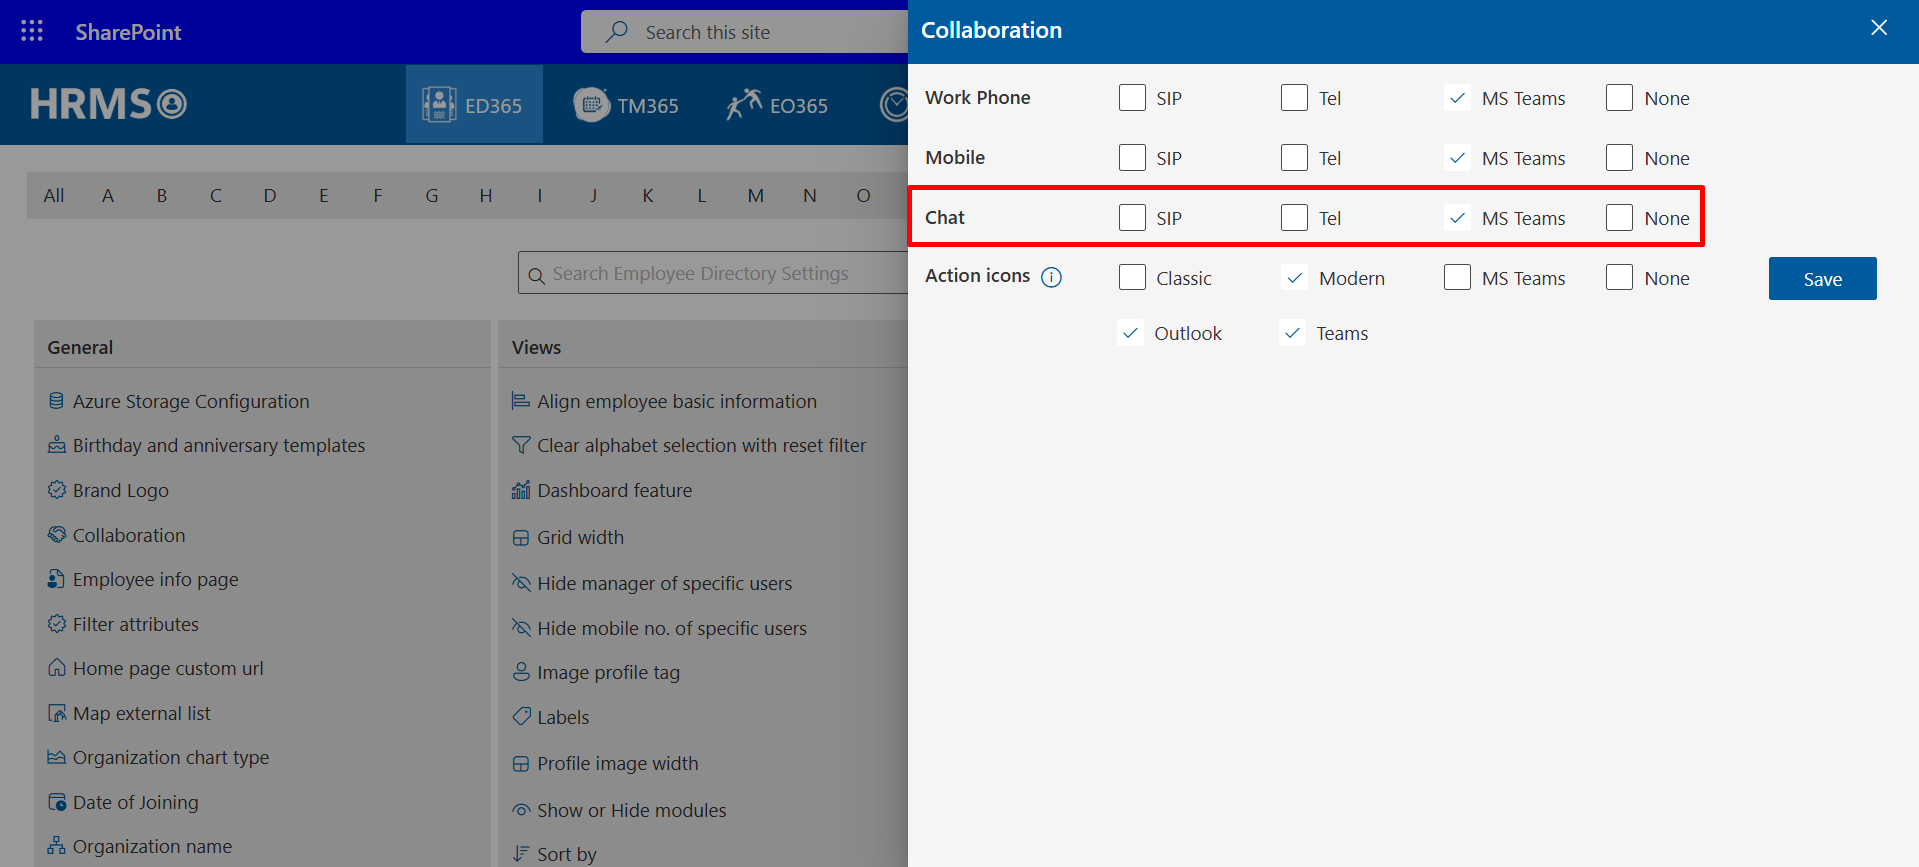 SharePoint
Search this site
HRMS
ED365
TM365
EO365
All A B C D E F G H I J K L M N O
Search Employee Directory Settings
General
Azure Storage Configuration
Birthday and anniversary templates
Brand Logo
Collaboration
Employee info page
Filter attributes
Home page custom url
Map external list
Organization chart type
Date of Joining
Organization name
Views
Align employee basic information
Clear alphabet selection with reset filter
Dashboard feature
Grid width
Hide manager of specific users
Hide mobile no. of specific users
Image profile tag
Labels
Profile image width
Show or Hide modules
Sort by
Collaboration
Work Phone SIP Tel MS Teams None
Mobile SIP Tel MS Teams None
Chat SIP Tel MS Teams None
Action icons Classic Modern MS Teams None
Save
Outlook Teams